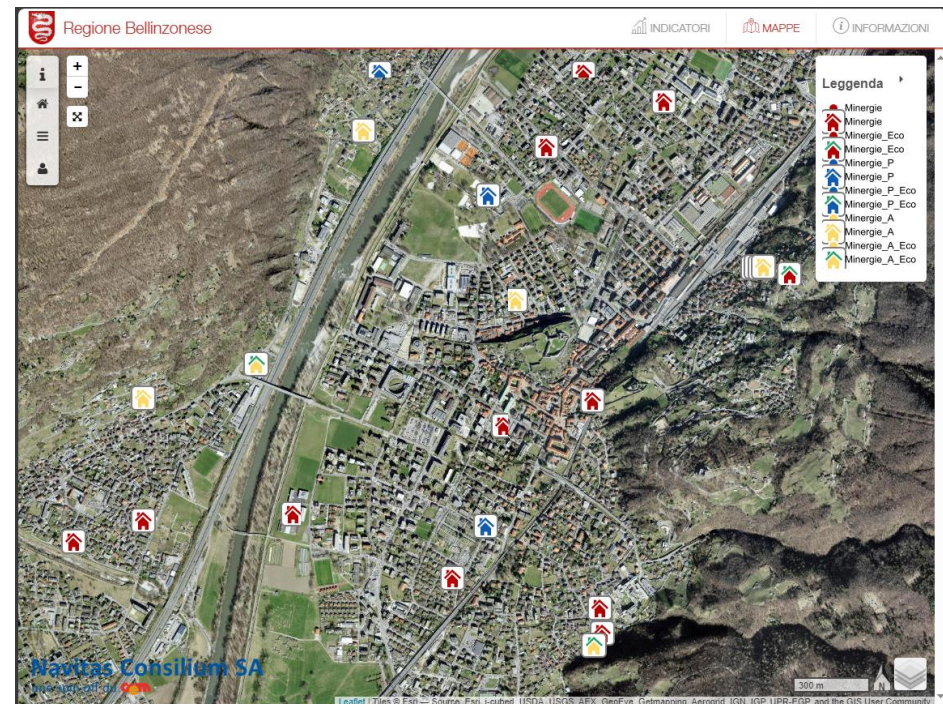 Regione Bellinzonese
INDICATORI
MAPPE
INFORMAZIONI
+
−
i
Leggenda
Minergie
Minergie
Minergie_Eco
Minergie_Eco
Minergie_P
Minergie_P
Minergie_P_Eco
Minergie_P_Eco
Minergie_A
Minergie_A
Minergie_A_Eco
Minergie_A_Eco
Navitas Consilium SA
300 m
N
Leaflet | Tiles © Esri — Source: Esri, i-cubed, USDA, USGS, AEX, GeoEye, Getmapping, Aerogrid, IGN, IGP, UPR-EGP, and the GIS User Community